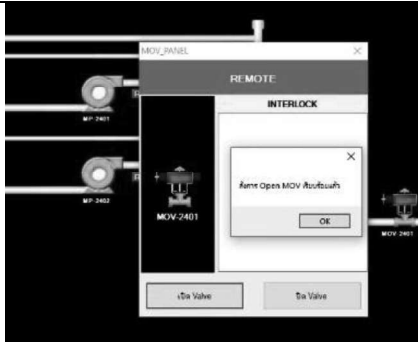 MOV_PANEL
REMOTE
INTERLOCK
MP-2401
สั่งการ Open MOV เรียบร้อยแล้ว
OK
MP-2402
MOV-2401
MOV-2401
เปิด Valve
ปิด Valve